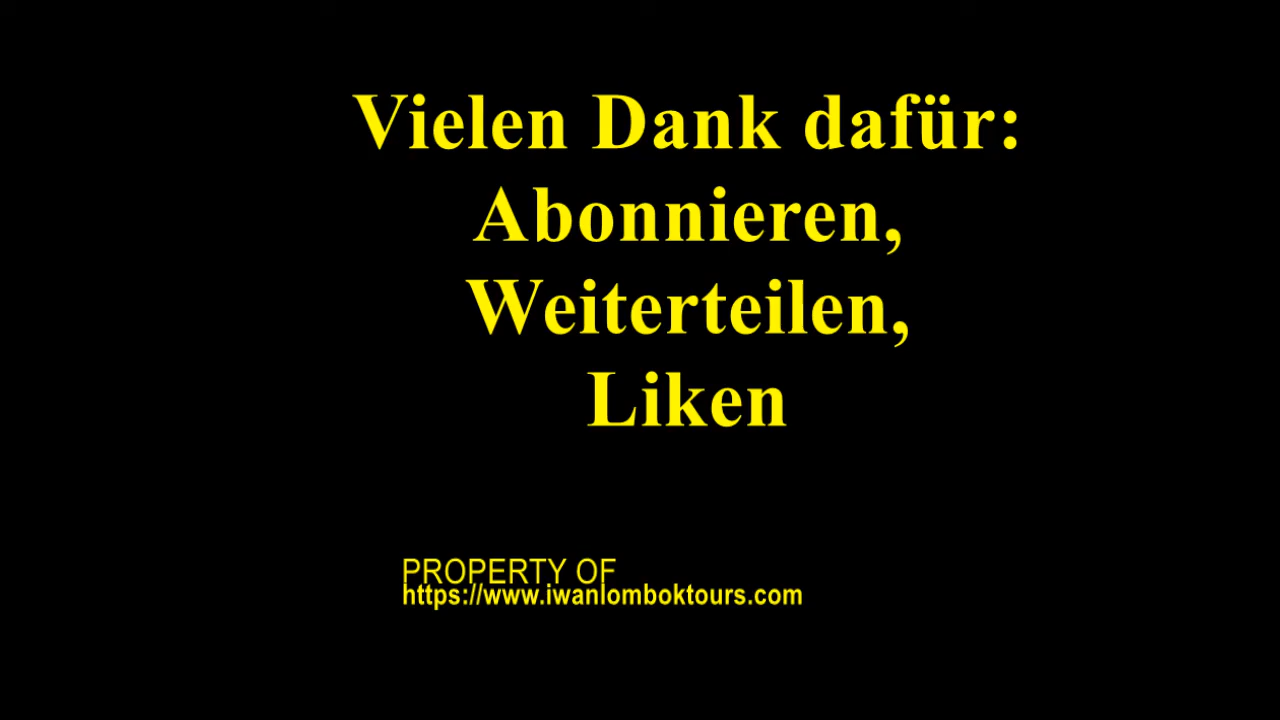 Vielen Dank dafür:
Abonnieren,
Weiterteilen,
Liken
PROPERTY OF
https://www.iwanlomboktours.com